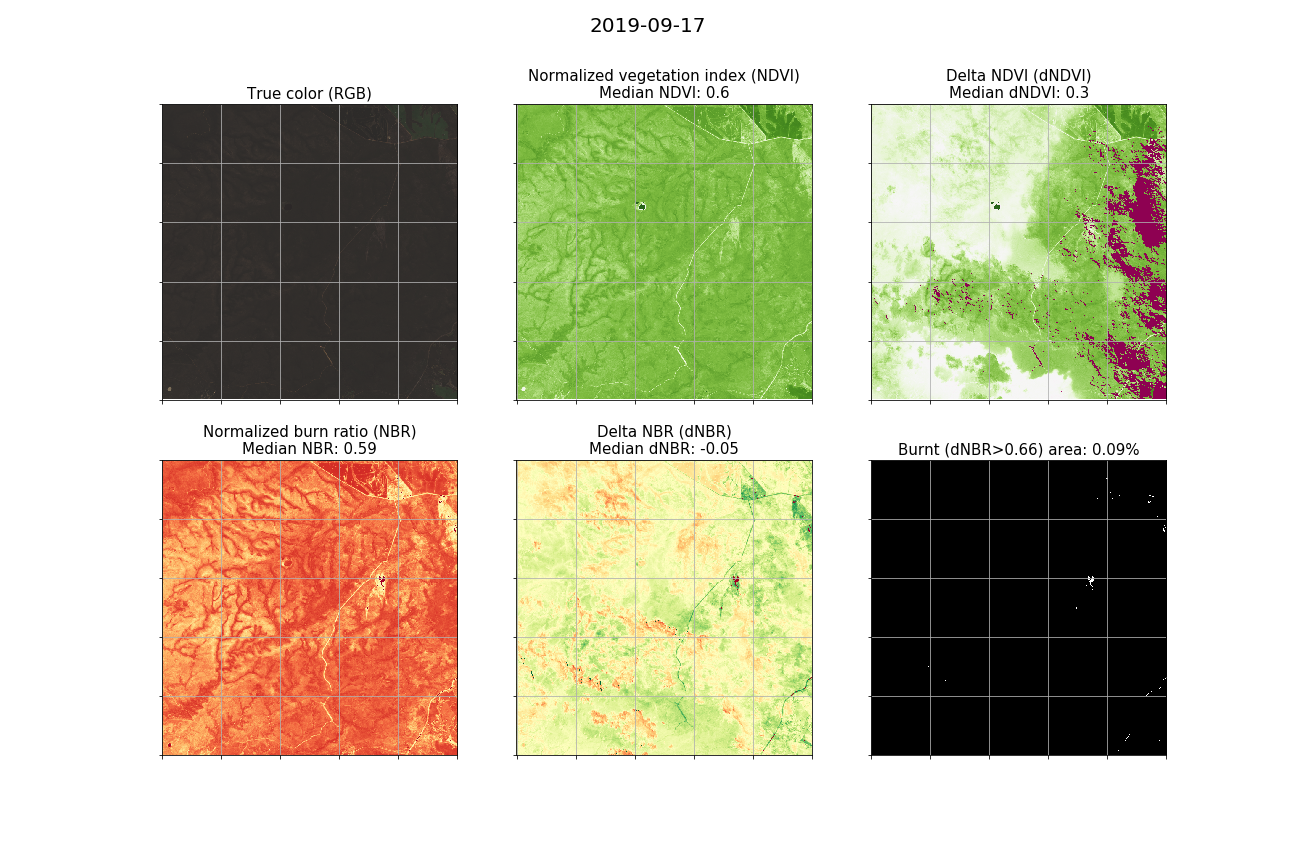 2019-09-17
True color (RGB)
Normalized vegetation index (NDVI)
Median NDVI: 0.6
Delta NDVI (dNDVI)
Median dNDVI: 0.3
Normalized burn ratio (NBR)
Median NBR: 0.59
Delta NBR (dNBR)
Median dNBR: -0.05
Burnt (dNBR>0.66) area: 0.09%